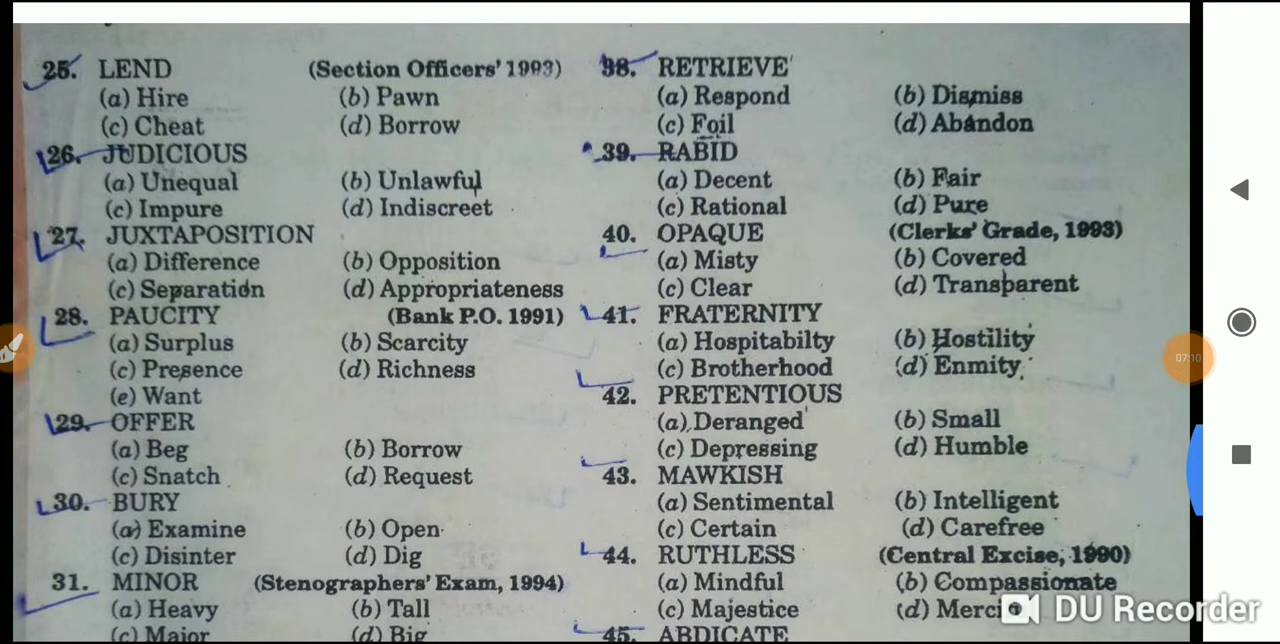 25. LEND (Section Officers' 1993)
(a) Hire (b) Pawn
(c) Cheat (d) Borrow
26. JUDICIOUS
(a) Unequal (b) Unlawful
(c) Impure (d) Indiscreet
27. JUXTAPOSITION
(a) Difference (b) Opposition
(c) Separation (d) Appropriateness
28. PAUCITY (Bank P.O. 1991)
(a) Surplus (b) Scarcity
(c) Presence (d) Richness
(e) Want
29. OFFER
(a) Beg (b) Borrow
(c) Snatch (d) Request
30. BURY
(a) Examine (b) Open
(c) Disinter (d) Dig
31. MINOR (Stenographers' Exam, 1994)
(a) Heavy (b) Tall
(c) Major (d) Big
38. RETRIEVE
(a) Respond (b) Dismiss
(c) Foil (d) Abandon
39. RABID
(a) Decent (b) Fair
(c) Rational (d) Pure
40. OPAQUE (Clerks' Grade, 1993)
(a) Misty (b) Covered
(c) Clear (d) Transparent
41. FRATERNITY
(a) Hospitabilty (b) Hostility
(c) Brotherhood (d) Enmity
42. PRETENTIOUS
(a) Deranged (b) Small
(c) Depressing (d) Humble
43. MAWKISH
(a) Sentimental (b) Intelligent
(c) Certain (d) Carefree
44. RUTHLESS (Central Excise, 1990)
(a) Mindful (b) Compassionate
(c) Majestice (d)
45. ABDICATE
07:10
DU Recorder